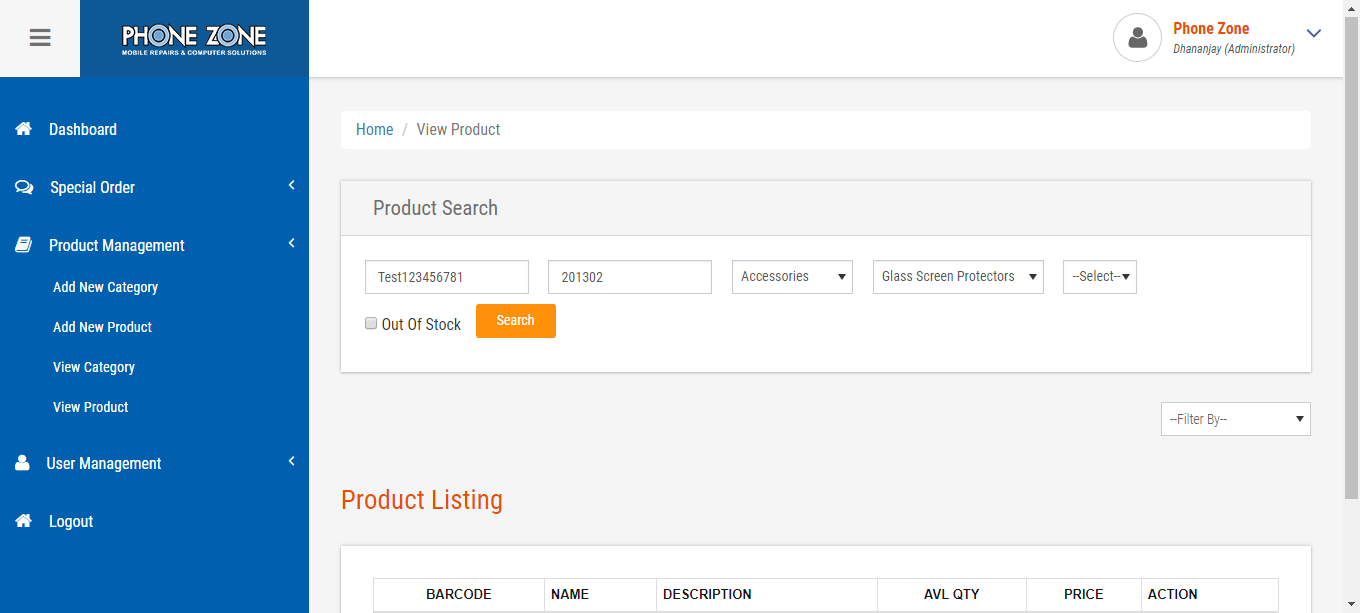 PHONE ZONE
MOBILE REPAIRS & COMPUTER SOLUTIONS
Phone Zone
Dhananjay (Administrator)
Dashboard
Special Order
Product Management
Add New Category
Add New Product
View Category
View Product
User Management
Logout
Home / View Product
Product Search
Test123456781 201302 Accessories Glass Screen Protectors --Select--
Out Of Stock Search
--Filter By--
Product Listing
BARCODE NAME DESCRIPTION AVL QTY PRICE ACTION